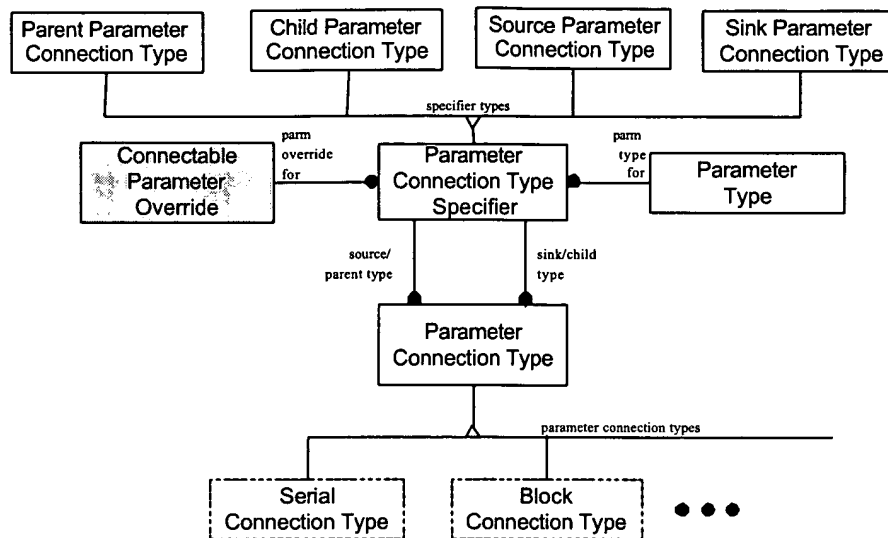 Parent Parameter
Connection Type
Child Parameter
Connection Type
Source Parameter
Connection Type
Sink Parameter
Connection Type
specifier types
Connectable
Parameter
Override
parm
override
for
Parameter
Connection Type
Specifier
parm
type
for
Parameter
Type
source/
parent type
sink/child
type
Parameter
Connection Type
parameter connection types
Serial
Connection Type
Block
Connection Type